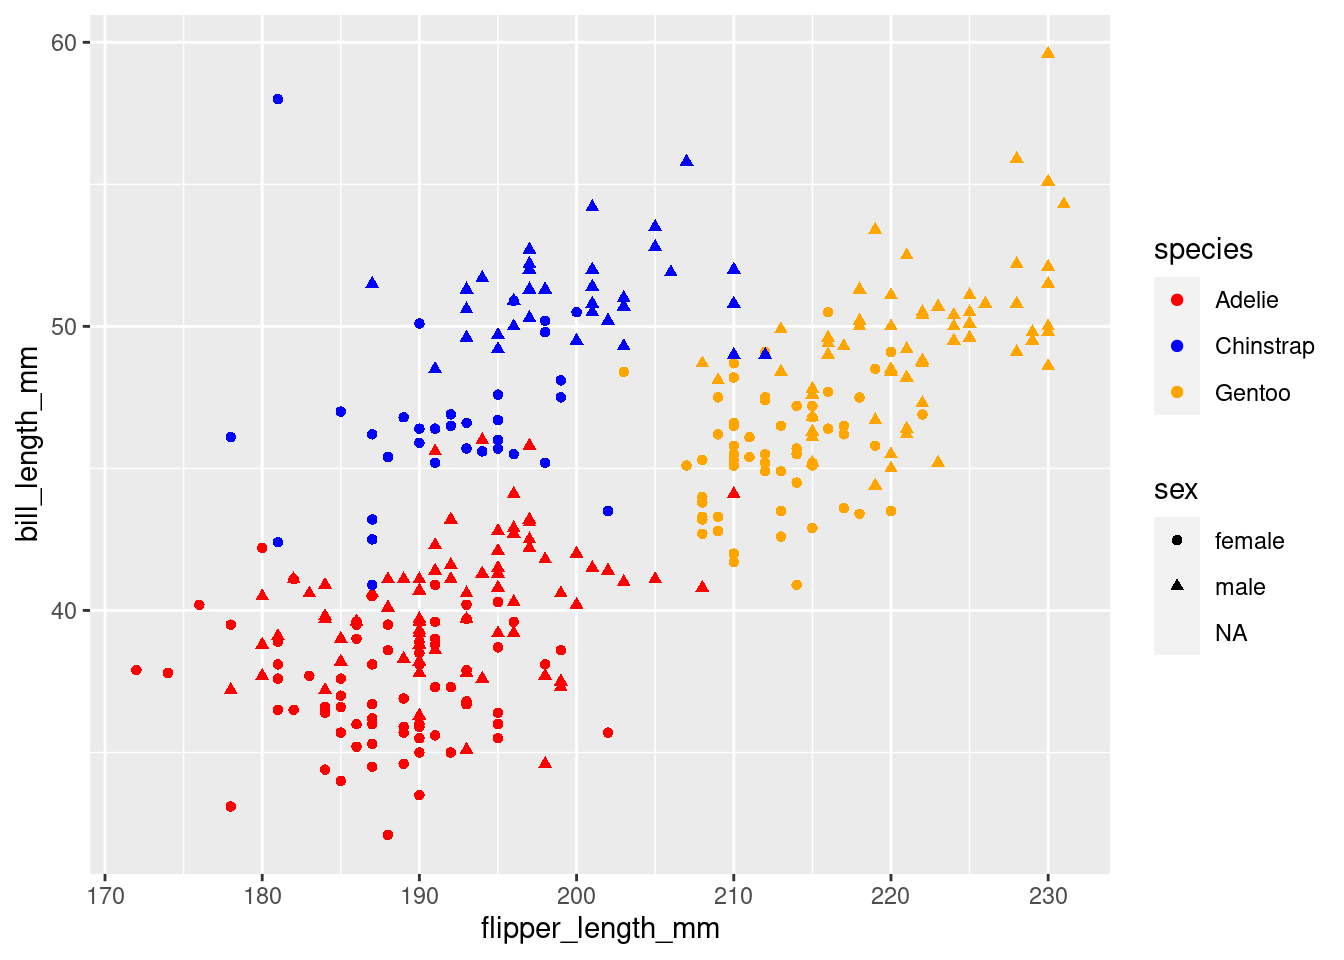 60
50
40
bill_length_mm
170 180 190 200 210 220 230
flipper_length_mm
species
Adelie
Chinstrap
Gentoo
sex
female
male
NA